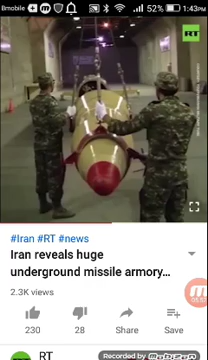 Bmobile 52% 1:43PM
RT
#Iran #RT #news
Iran reveals huge
underground missile armory...
2.3K views
230 28 Share Save
RT
Recorded by